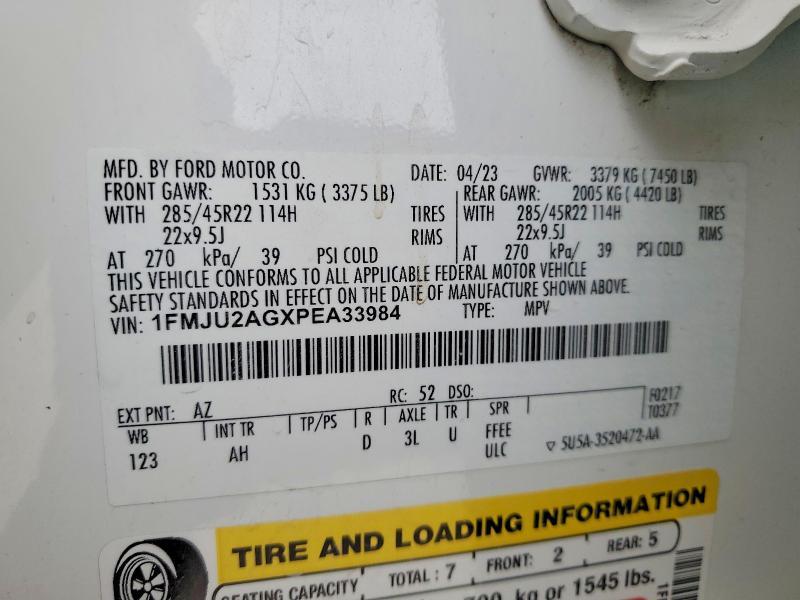 MFD. BY FORD MOTOR CO. DATE: 04/23 GVWR: 3379 KG ( 7450 LB)
FRONT GAWR: 1531 KG ( 3375 LB) REAR GAWR: 2005 KG ( 4420 LB)
WITH 285/45R22 114H TIRES WITH 285/45R22 114H TIRES
22x9.5J RIMS 22x9.5J RIMS
AT 270 kPa/ 39 PSI COLD AT 270 kPa/ 39 PSI COLD
THIS VEHICLE CONFORMS TO ALL APPLICABLE FEDERAL MOTOR VEHICLE
SAFETY STANDARDS IN EFFECT ON THE DATE OF MANUFACTURE SHOWN ABOVE.
VIN: 1FMJU2AGXPEA33984 TYPE: MPV
EXT PNT: AZ RC: 52 DSO: F0217
T0377
WB INT TR TP/PS R AXLE TR SPR
123 AH D 3L U FFEE
ULC 5U5A-3520472-AA
TIRE AND LOADING INFORMATION
SEATING CAPACITY TOTAL : 7 FRONT: 2 REAR: 5
kg or 1545 lbs.